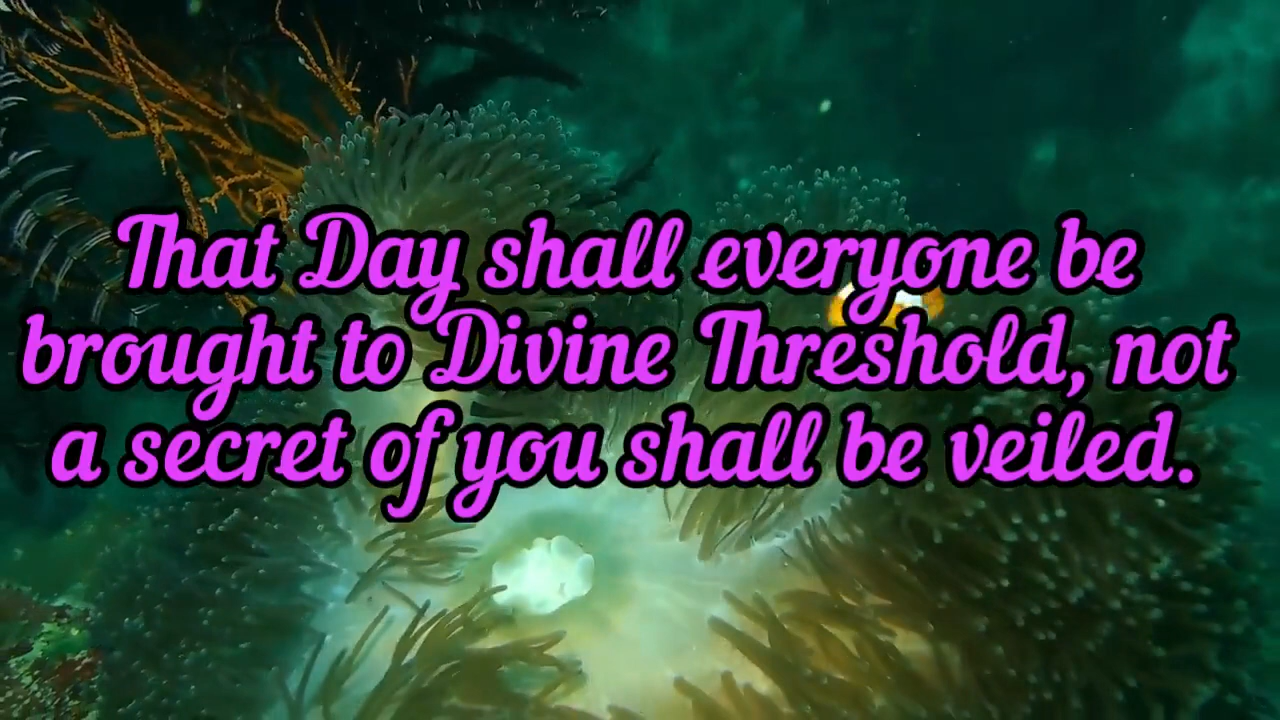 That Day shall everyone be
brought to Divine Threshold, not
a secret of you shall be veiled.